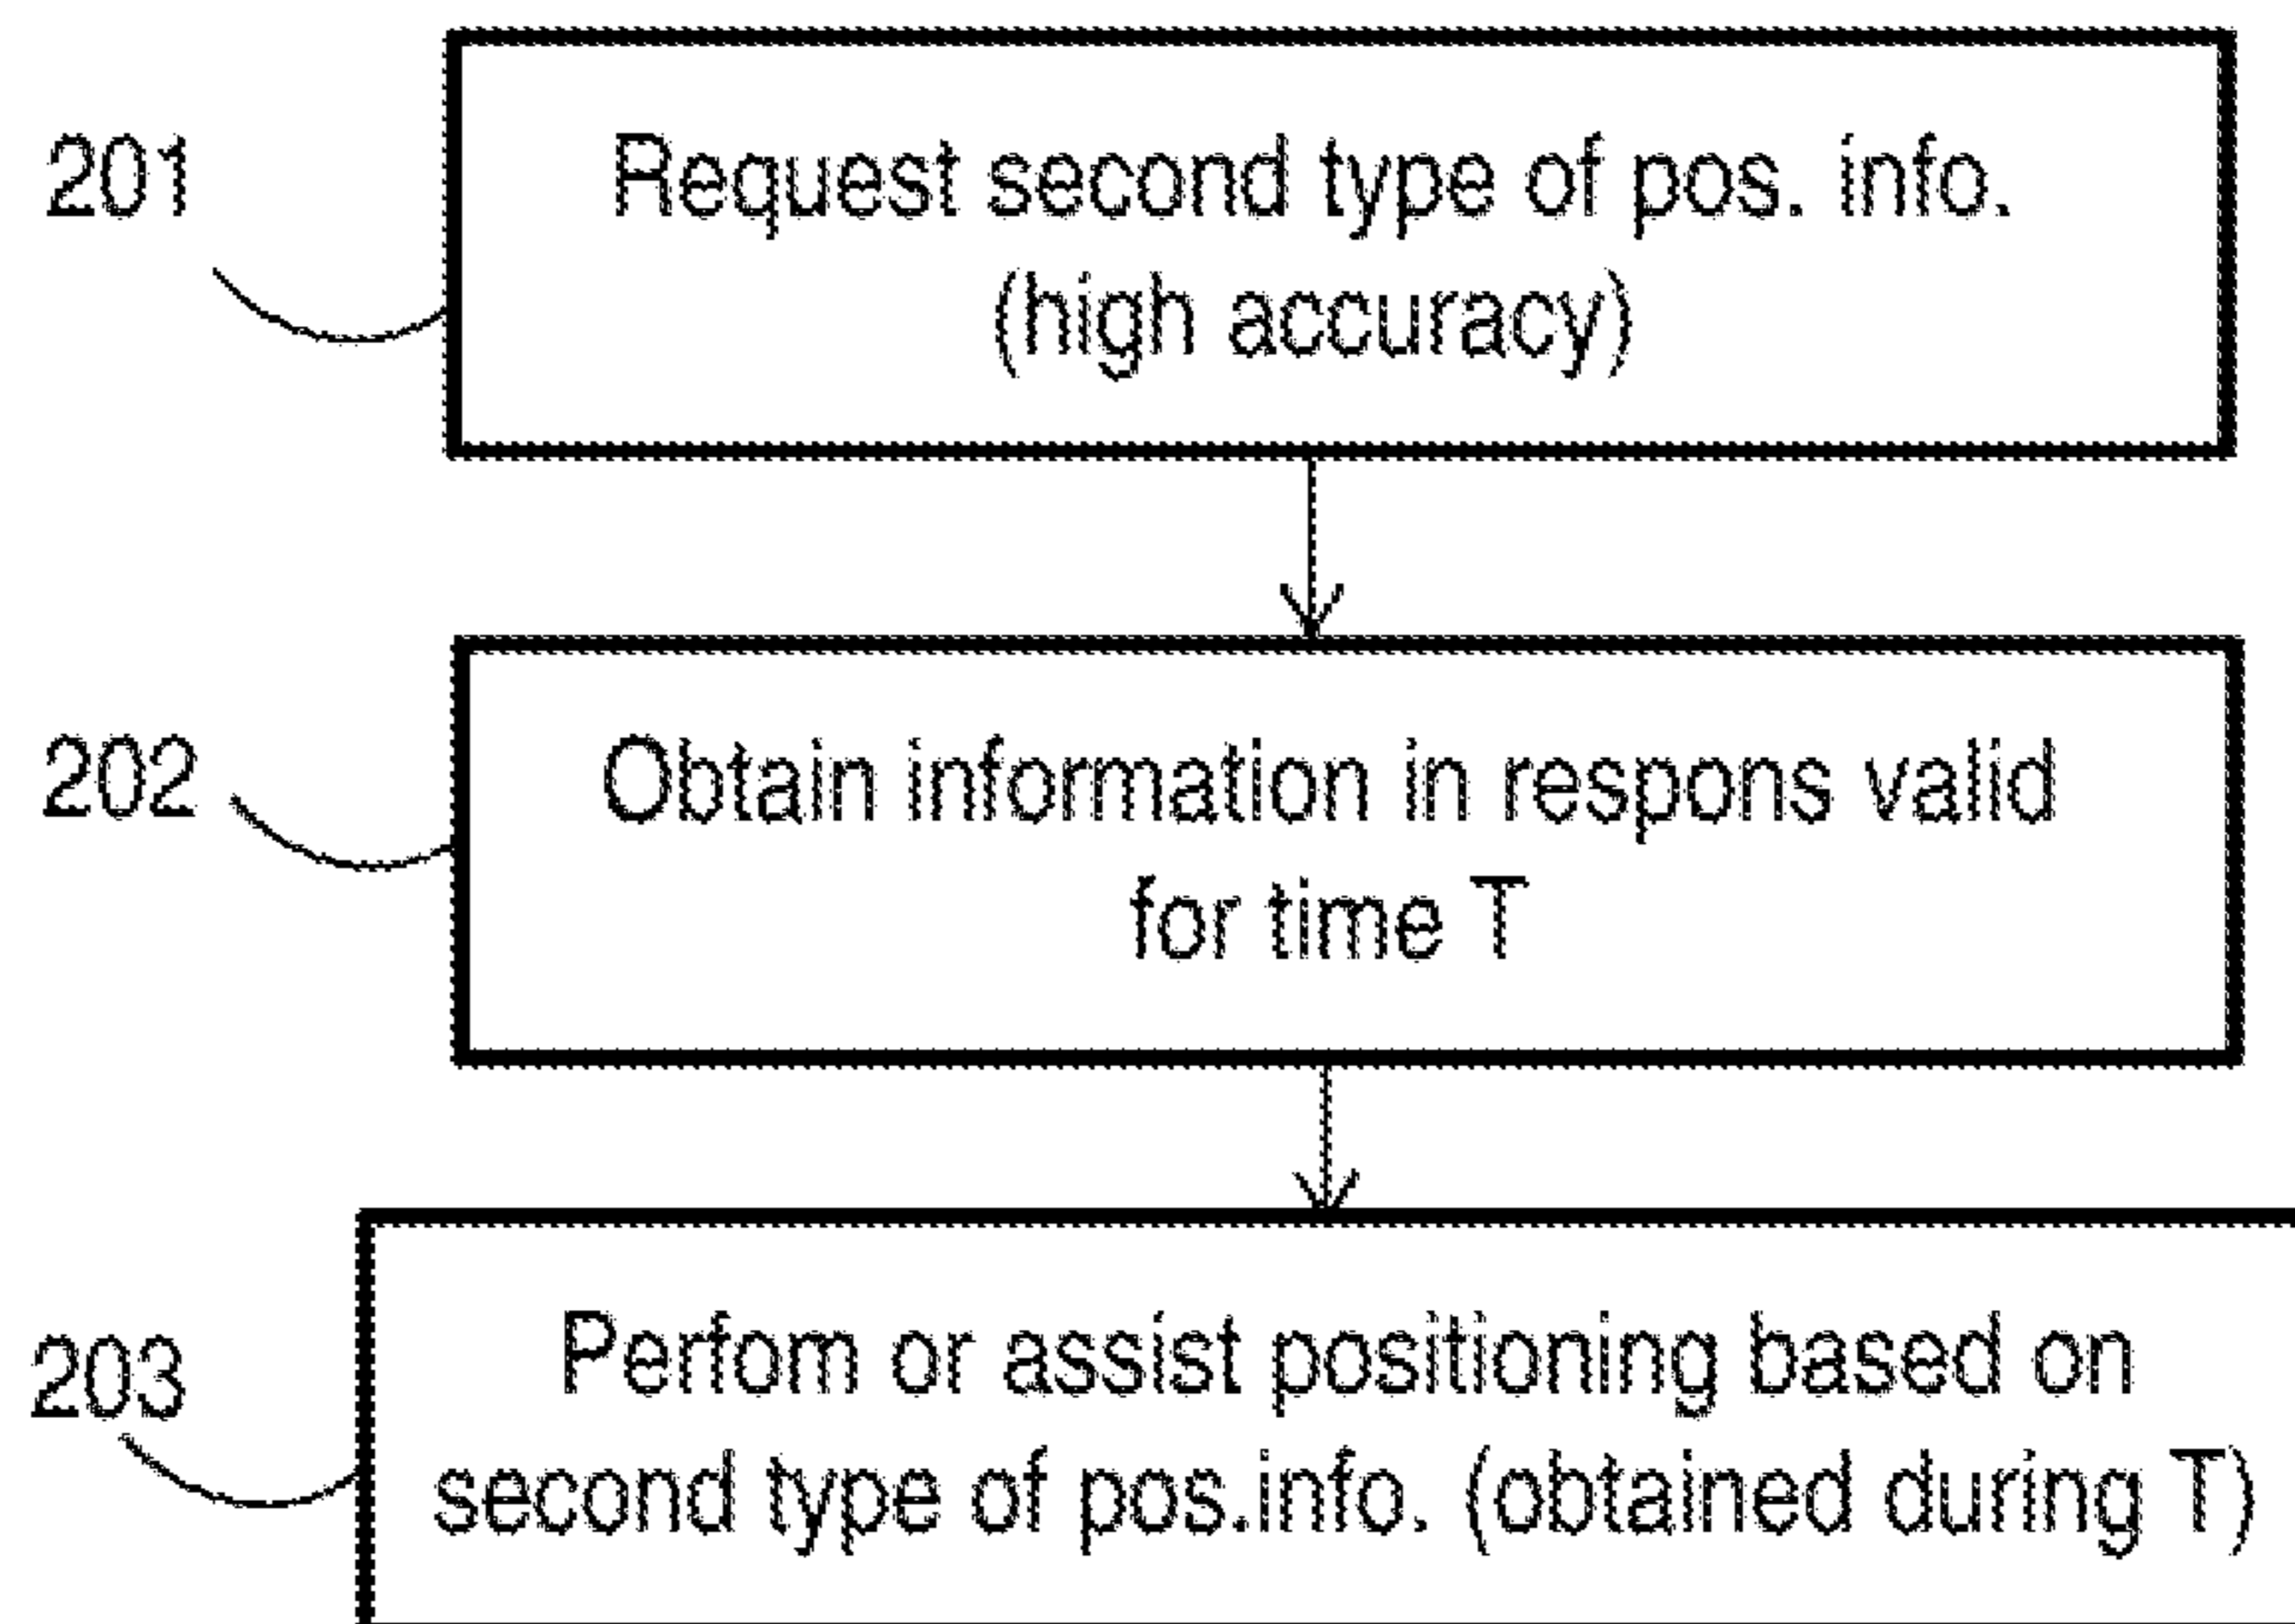 201
Request second type of pos. info.
(high accuracy)
202
Obtain information in respons valid
for time T
203
Perfom or assist positioning based on
second type of pos.info. (obtained during T)